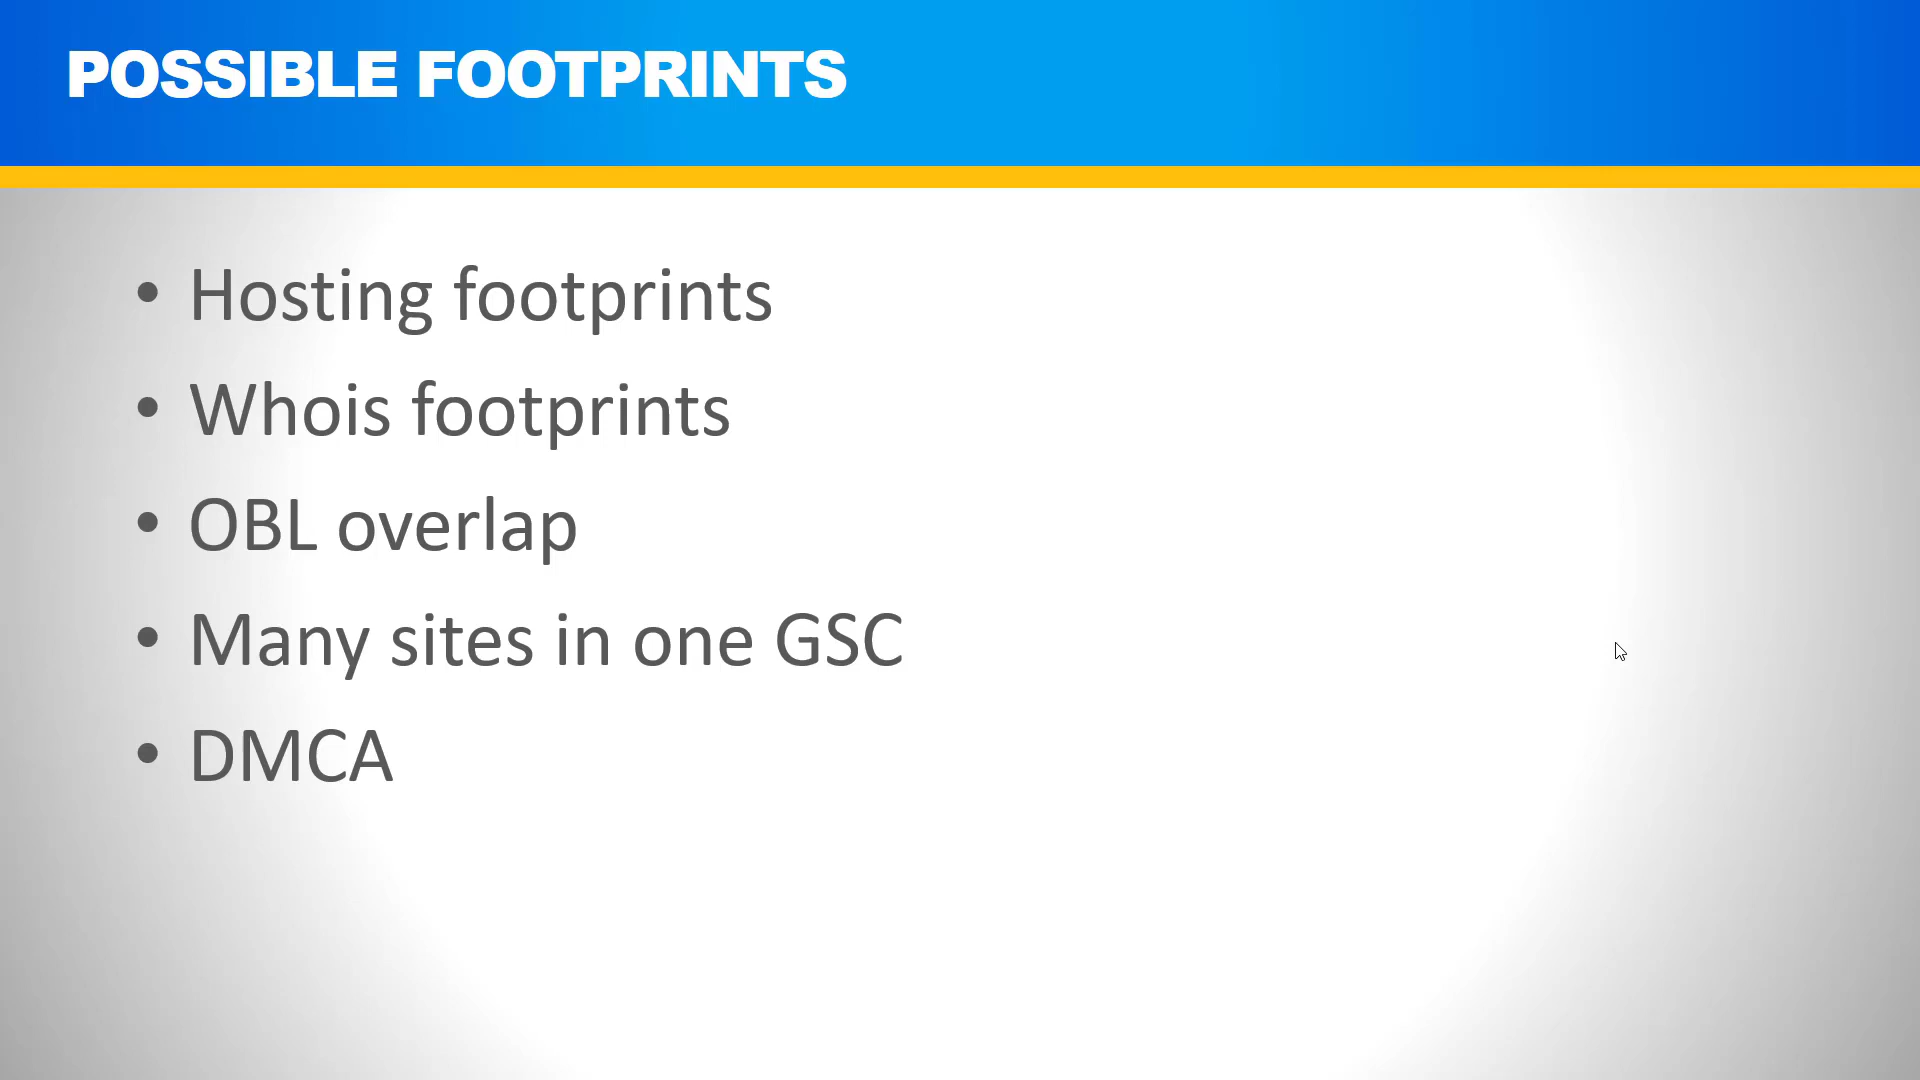 POSSIBLE FOOTPRINTS
• Hosting footprints
• Whois footprints
• OBL overlap
• Many sites in one GSC
• DMCA